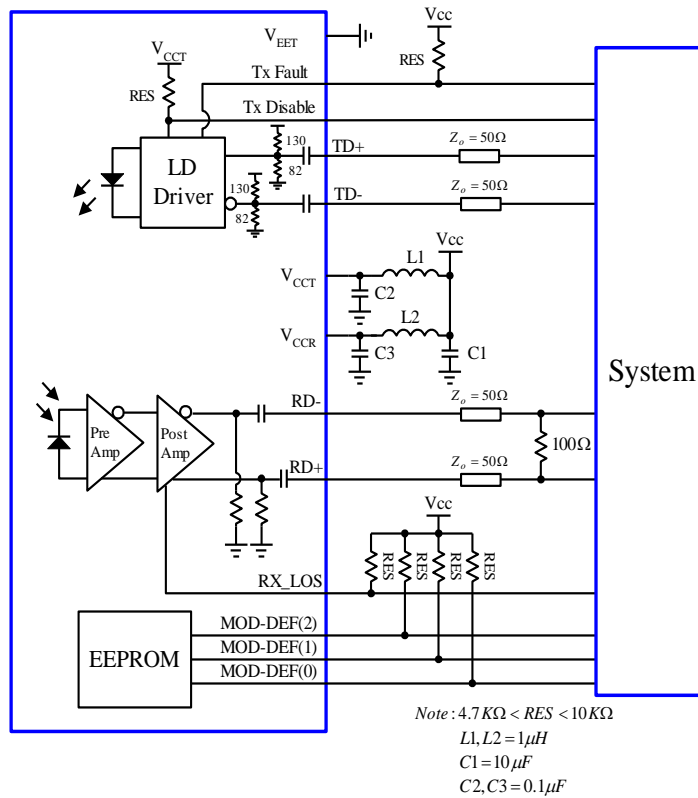 Vcc
V_EET
V_CCT
RES
Tx Fault
RES
Tx Disable
130
TD+
Z_o = 50Ω
LD
Driver
82
130
TD-
Z_o = 50Ω
82
Vcc
L1
V_CCT
C2
L2
V_CCR
C3
C1
System
RD-
Z_o = 50Ω
Pre
Amp
Post
Amp
100Ω
RD+
Z_o = 50Ω
Vcc
RES
RES
RES
RES
RX_LOS
MOD-DEF(2)
EEPROM
MOD-DEF(1)
MOD-DEF(0)
Note : 4.7KΩ < RES < 10KΩ
L1, L2 = 1μH
C1 = 10μF
C2, C3 = 0.1μF